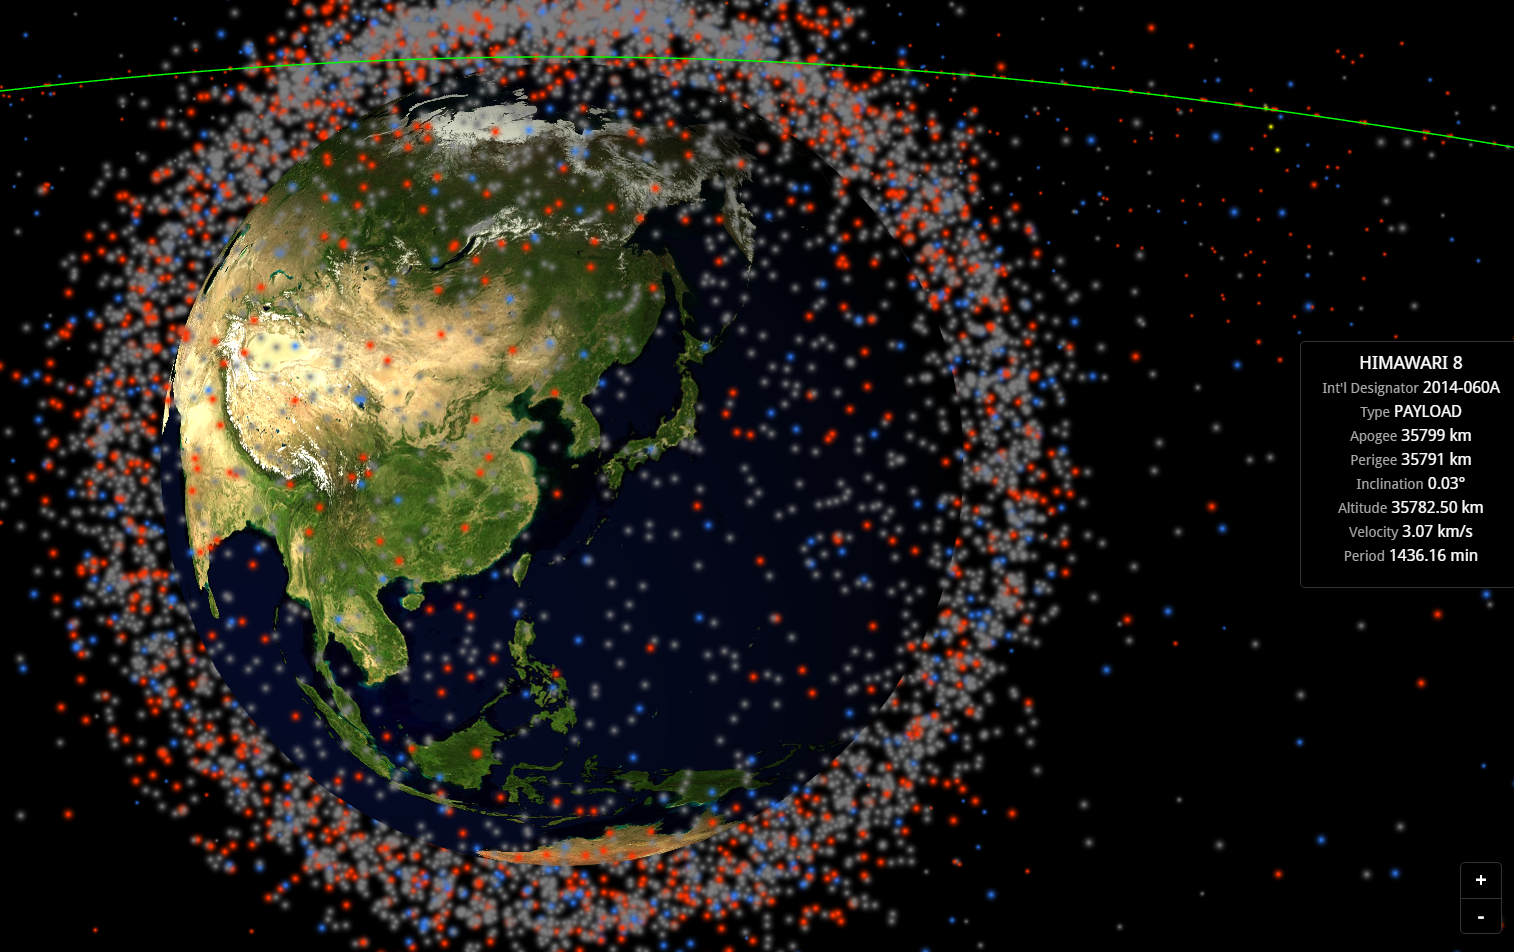 HIMAWARI 8
Int'l Designator 2014-060A
Type PAYLOAD
Apogee 35799 km
Perigee 35791 km
Inclination 0.03°
Altitude 35782.50 km
Velocity 3.07 km/s
Period 1436.16 min
+
-